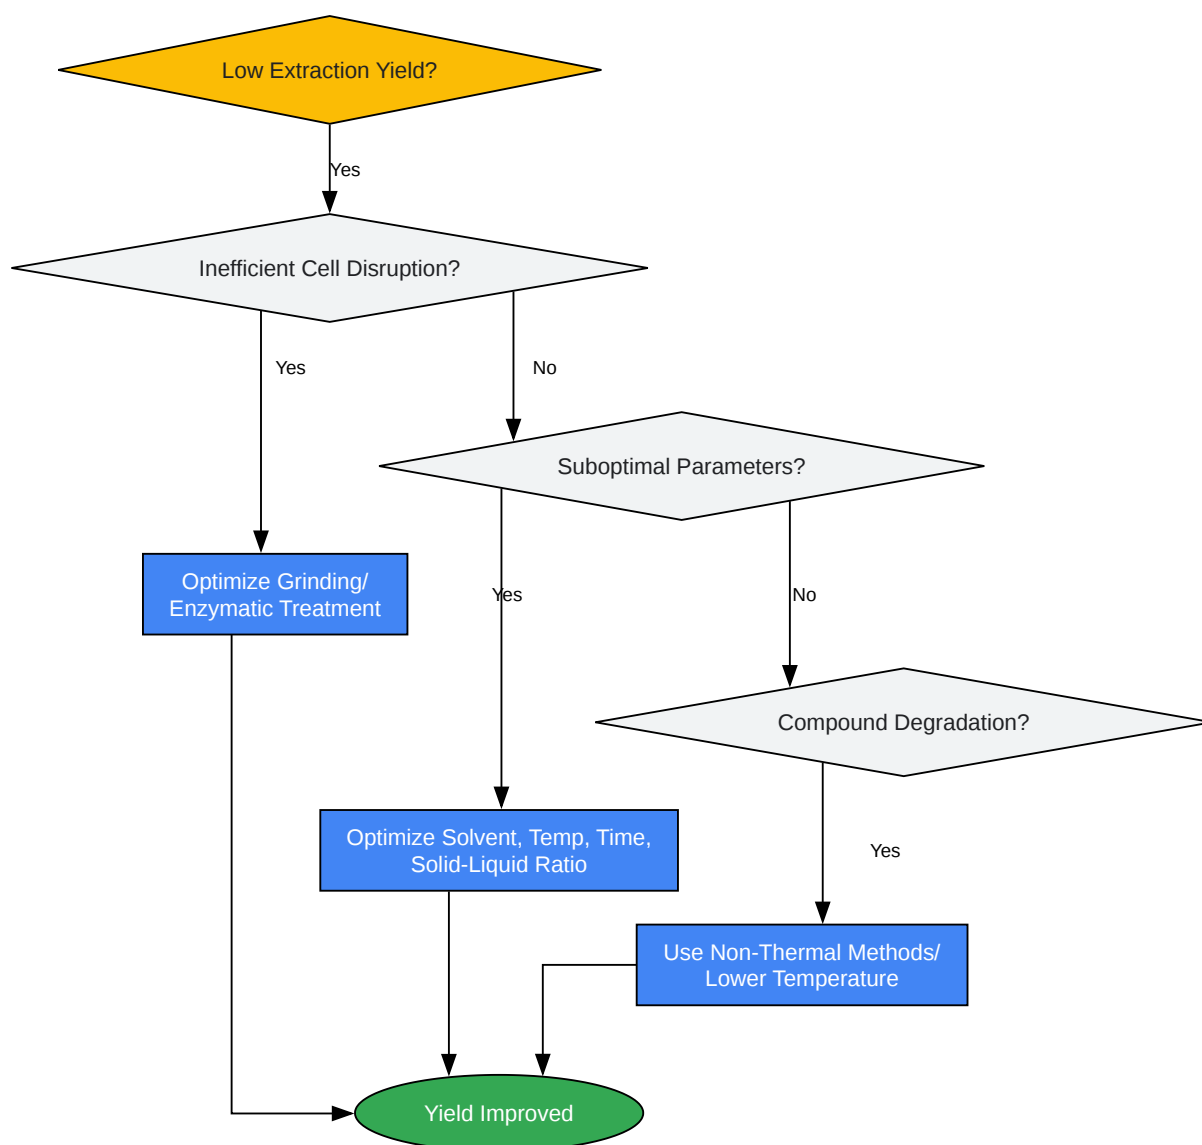 Low Extraction Yield?
Yes
Inefficient Cell Disruption?
Yes
No
Suboptimal Parameters?
Optimize Grinding/
Enzymatic Treatment
Yes
No
Compound Degradation?
Optimize Solvent, Temp, Time,
Solid-Liquid Ratio
Yes
Use Non-Thermal Methods/
Lower Temperature
Yield Improved